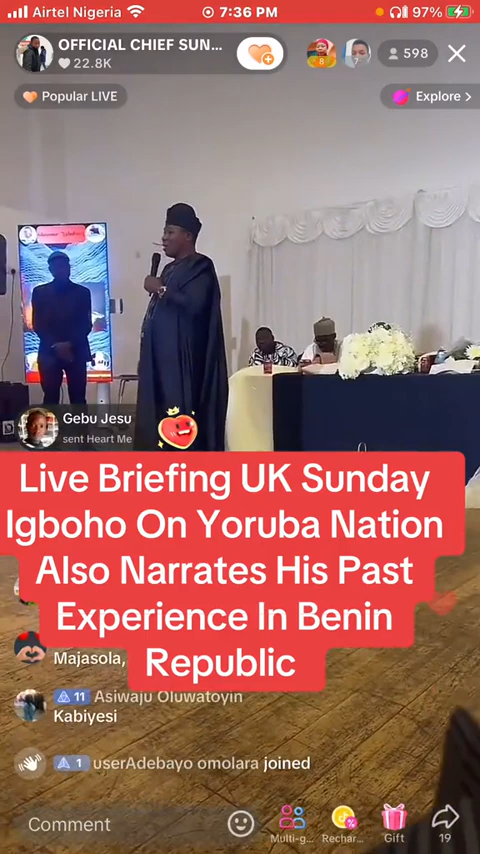 Airtel Nigeria
7:36 PM
97%
OFFICIAL CHIEF SUN...
22.8K
8
7
598
Popular LIVE
Explore >
Gebu Jesu
sent Heart Me
Live Briefing UK Sunday
Igboho On Yoruba Nation
Also Narrates His Past
Experience In Benin
Republic
Majasola,
11 Asiwaju Oluwatoyin
Kabiyesi
1 userAdebayo omolara joined
Comment
Multi-g...
Rechar...
Gift
19